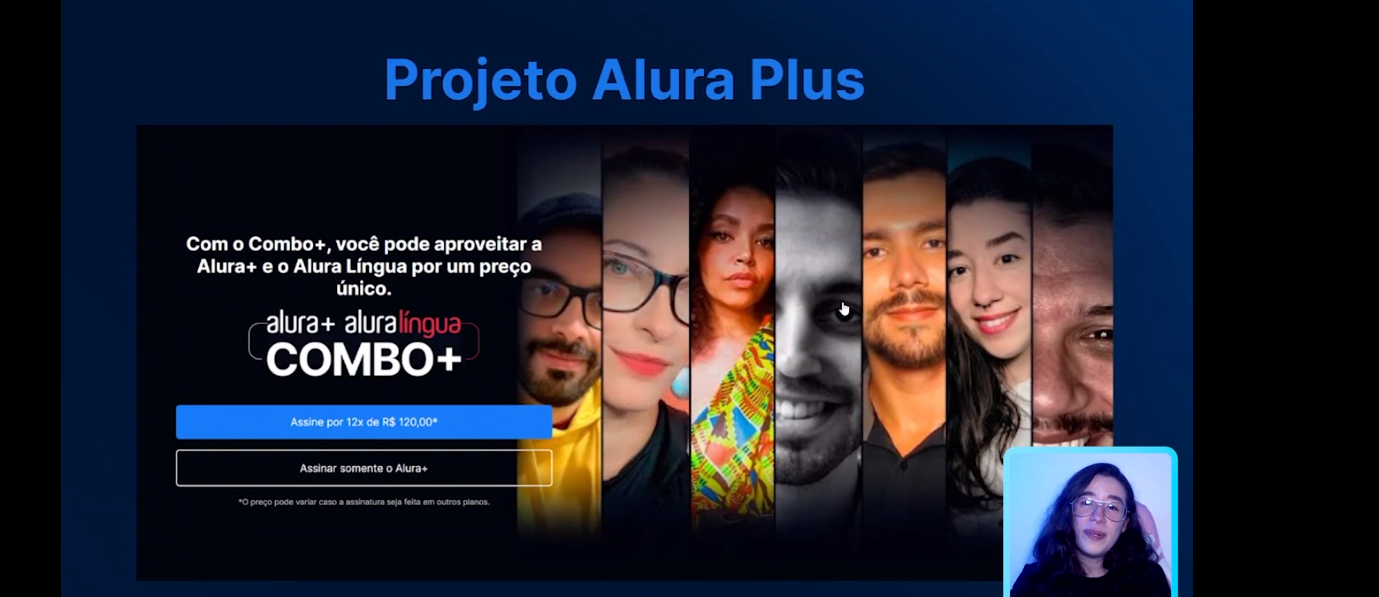 Projeto Alura Plus
Com o Combo+, você pode aproveitar a
Alura+ e o Alura Língua por um preço
único.
alura+ aluralíngua
COMBO+
Assine por 12x de R$ 120,00*
Assinar somente o Alura+
*O preço pode variar caso a assinatura seja feita em outros planos.